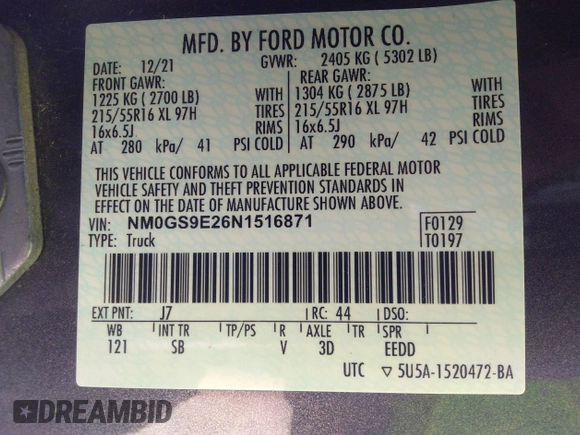 MFD. BY FORD MOTOR CO.
DATE: 12/21 GVWR: 2405 KG ( 5302 LB)
FRONT GAWR: REAR GAWR:
1225 KG ( 2700 LB) WITH 1304 KG ( 2875 LB) WITH
215/55R16 XL 97H TIRES 215/55R16 XL 97H TIRES
16x6.5J RIMS 16x6.5J RIMS
AT 280 kPa/ 41 PSI COLD AT 290 kPa/ 42 PSI COLD
THIS VEHICLE CONFORMS TO ALL APPLICABLE FEDERAL MOTOR
VEHICLE SAFETY AND THEFT PREVENTION STANDARDS IN
EFFECT ON THE DATE OF MANUFACTURE SHOWN ABOVE.
VIN: NM0GS9E26N1516871 F0129
TYPE: Truck T0197
EXT PNT: J7 RC: 44 DSO:
WB INT TR TP/PS R AXLE TR SPR
121 SB V 3D EEDD
UTC ▽ 5U5A-1520472-BA
DREAMBID